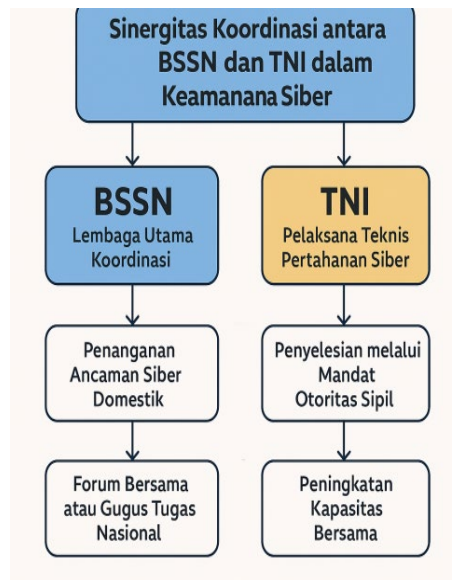 Sinergitas Koordinasi antara
BSSN dan TNI dalam
Keamanana Siber
BSSN
Lembaga Utama
Koordinasi
TNI
Pelaksana Teknis
Pertahanan Siber
Penanganan
Ancaman Siber
Domestik
Penyelesian melalui
Mandat
Otoritas Sipil
Forum Bersama
atau Gugus Tugas
Nasional
Peningkatan
Kapasitas
Bersama